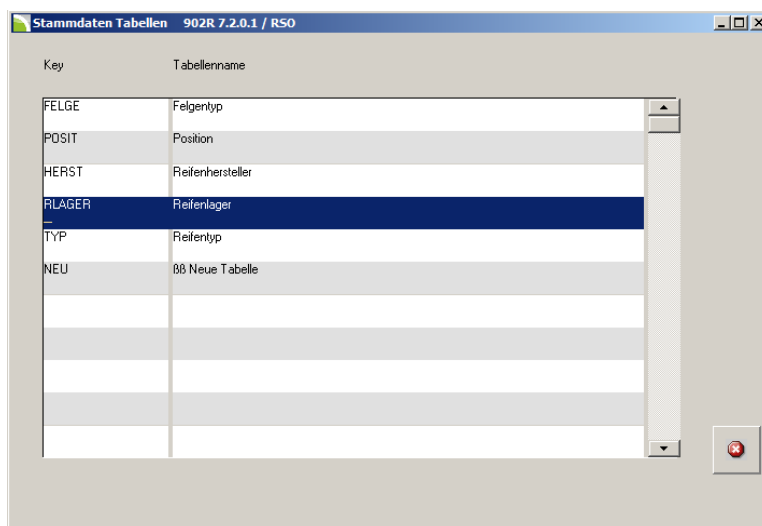 Stammdaten Tabellen 902R 7.2.0.1 / RSO
Key Tabellenname
FELGE Felgentyp
POSIT Position
HERST Reifenhersteller
RLAGER Reifenlager
TYP Reifentyp
NEU ßß Neue Tabelle